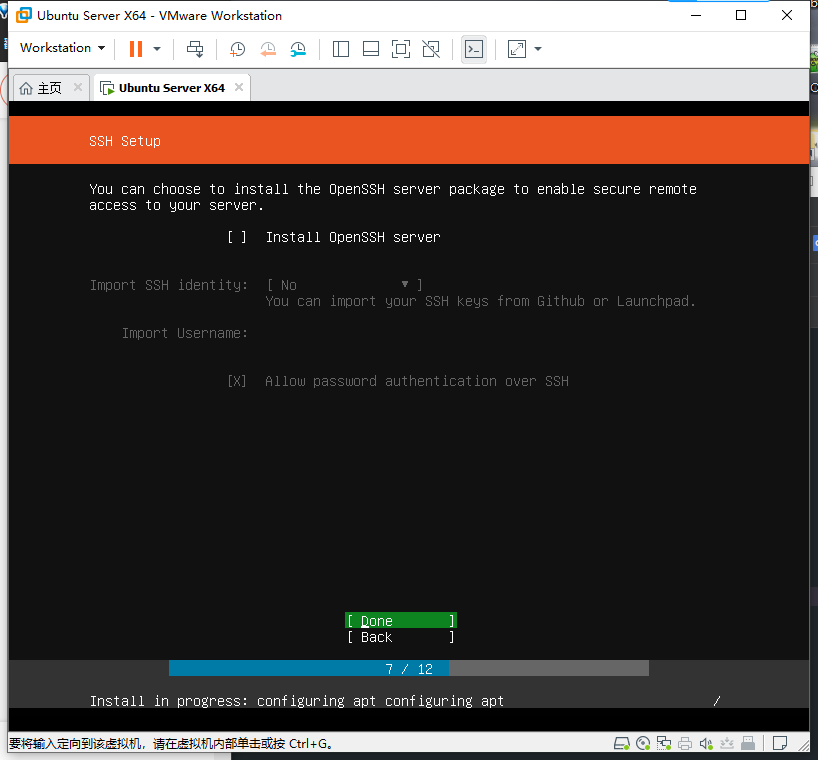 Ubuntu Server X64 - VMware Workstation
Workstation
主页
Ubuntu Server X64
SSH Setup
You can choose to install the OpenSSH server package to enable secure remote
access to your server.
[ ] Install OpenSSH server
Import SSH identity: [ No ▼ ]
You can import your SSH keys from Github or Launchpad.
Import Username:
[X] Allow password authentication over SSH
[ Done ]
[ Back ]
7 / 12
Install in progress: configuring apt configuring apt /
要将输入定向到该虚拟机，请在虚拟机内部单击或按 Ctrl+G。